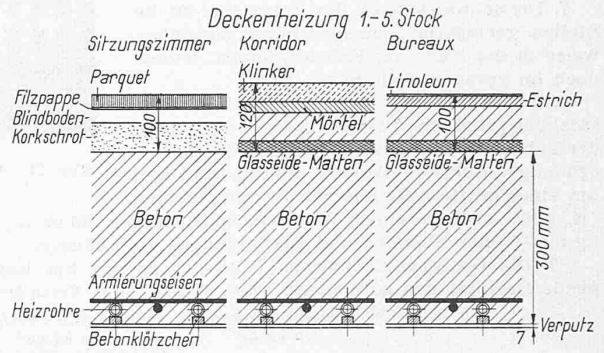 Deckenheizung 1.–5. Stock
Sitzungszimmer
Korridor
Bureaux
Parquet
Klinker
Linoleum
Filzpappe
Estrich
Blindboden
100
120
Mörtel
100
Korkschrot
Glasseide-Matten
Glasseide-Matten
Beton
Beton
Beton
300 mm
Armierungseisen
Heizrohre
Betonklötzchen
Verputz
7